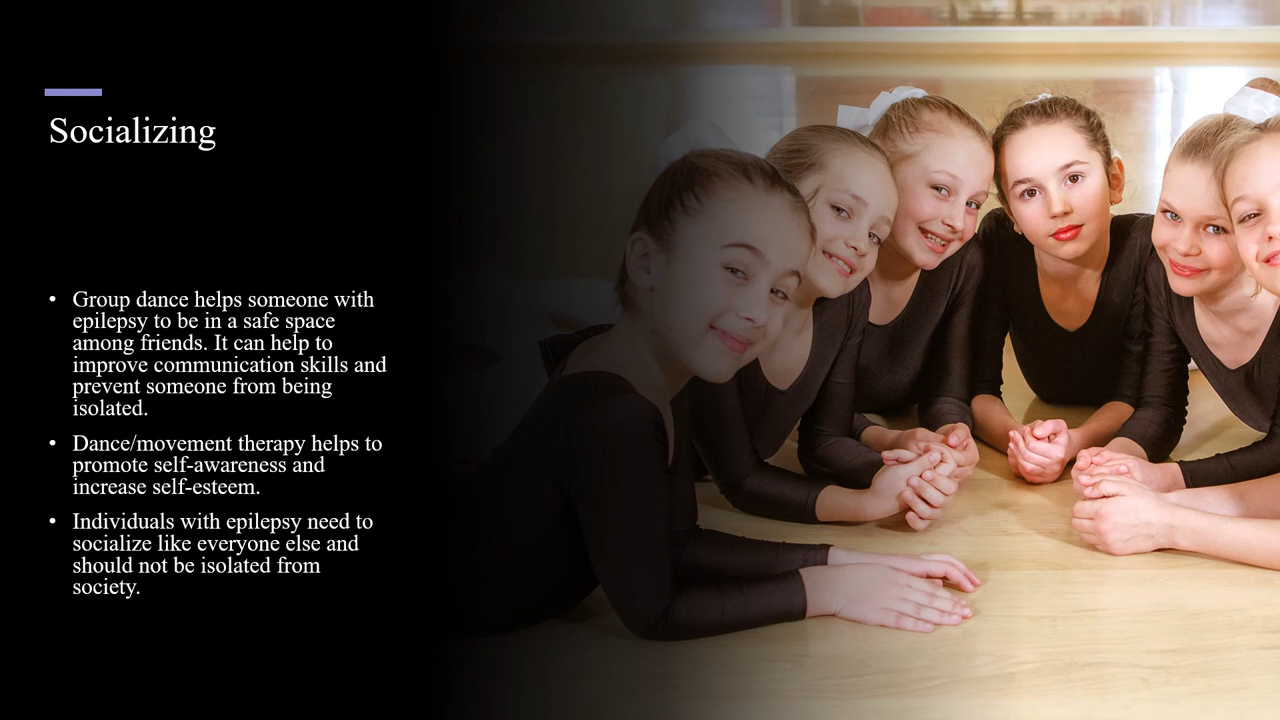 Socializing
• Group dance helps someone with
epilepsy to be in a safe space
among friends. It can help to
improve communication skills and
prevent someone from being
isolated.
• Dance/movement therapy helps to
promote self-awareness and
increase self-esteem.
• Individuals with epilepsy need to
socialize like everyone else and
should not be isolated from
society.